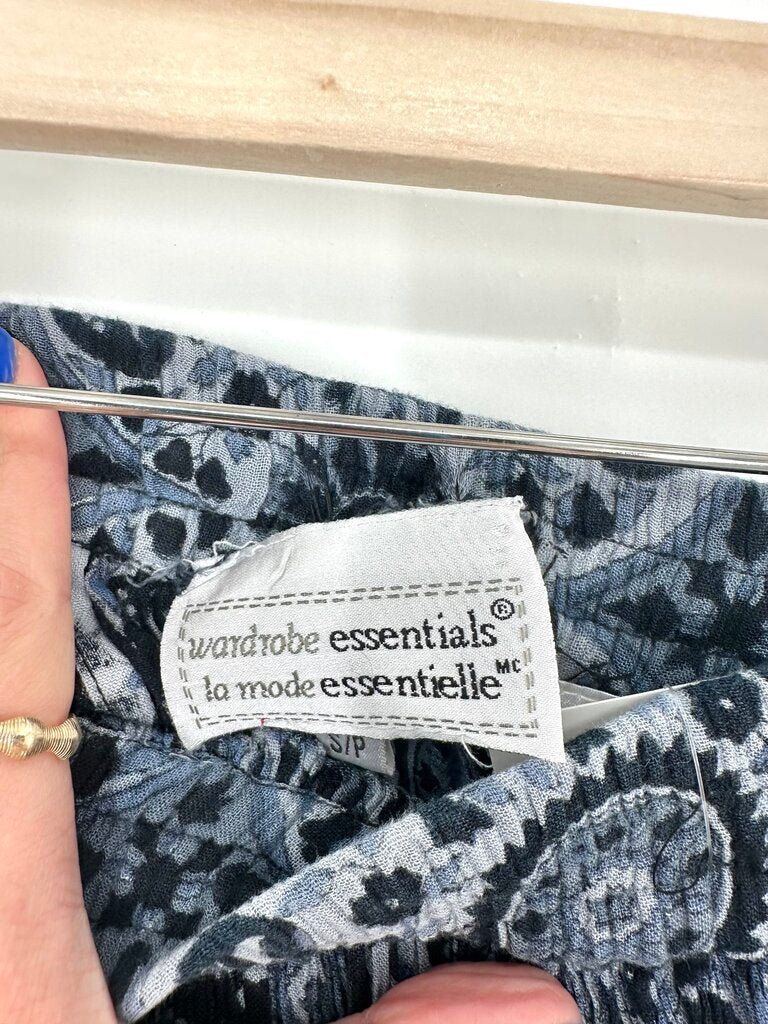 wardrobe essentials®
la mode essentielle MC
S/P